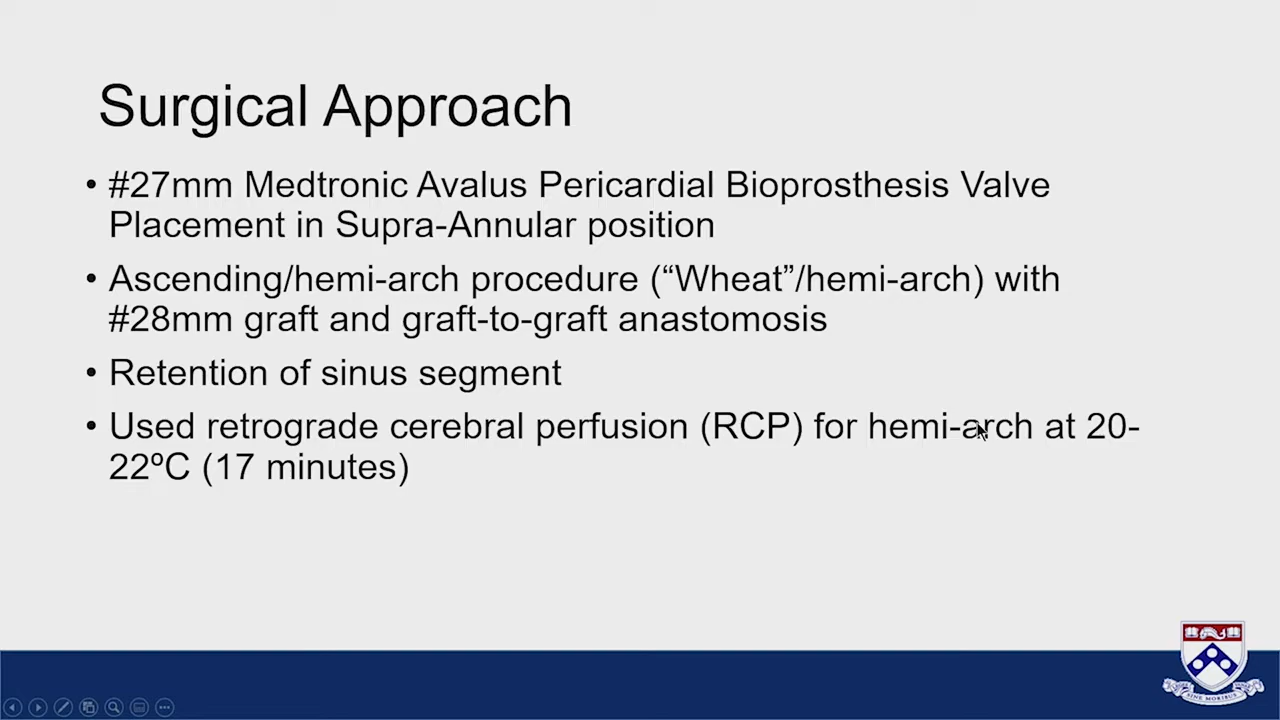 Surgical Approach
• #27mm Medtronic Avalus Pericardial Bioprosthesis Valve
Placement in Supra-Annular position
• Ascending/hemi-arch procedure (“Wheat”/hemi-arch) with
#28mm graft and graft-to-graft anastomosis
• Retention of sinus segment
• Used retrograde cerebral perfusion (RCP) for hemi-arch at 20-
22ºC (17 minutes)
SINE MORIBUS